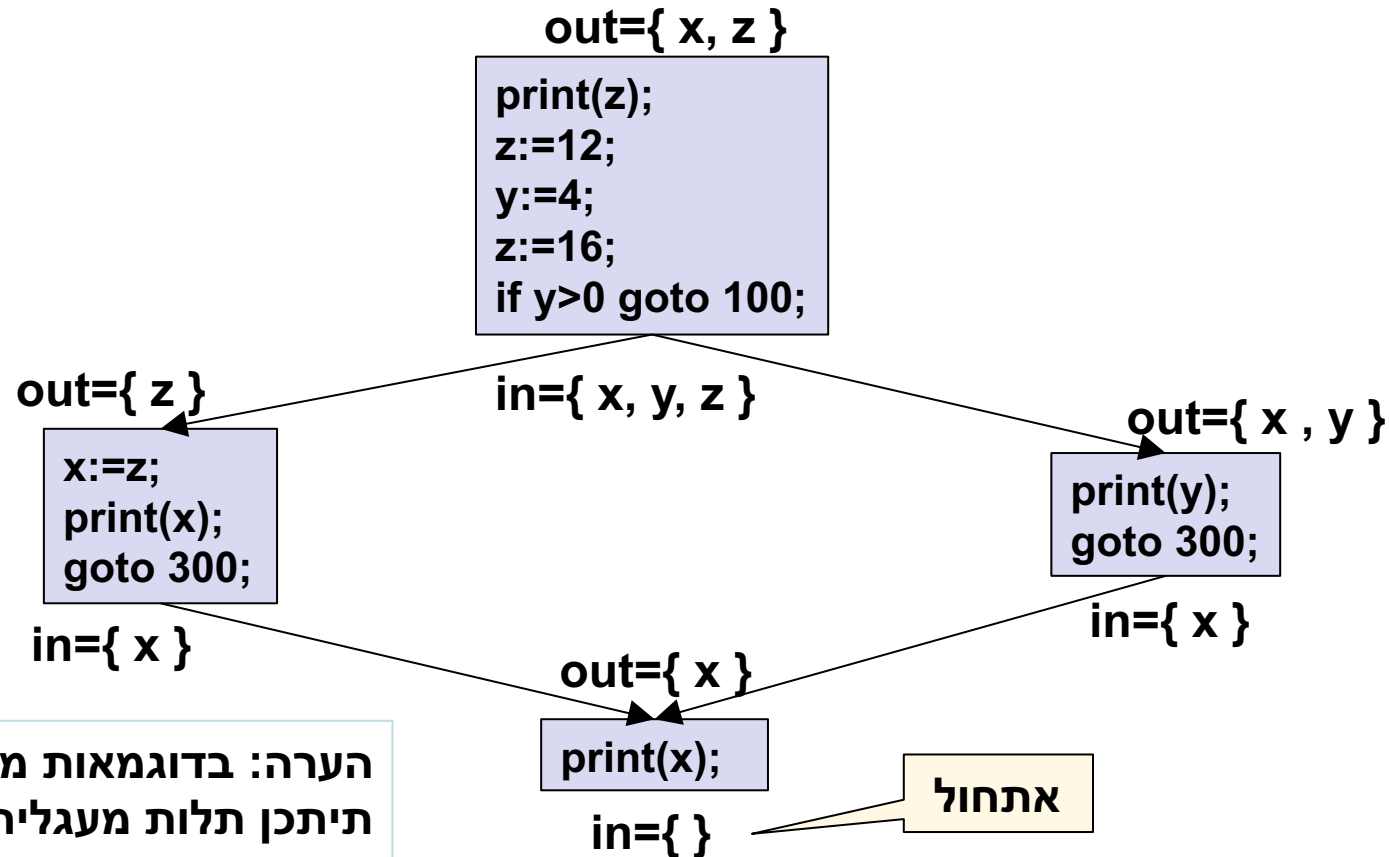 out={ x, z }
print(z);
z:=12;
y:=4;
z:=16;
if y>0 goto 100;
in={ x, y, z }
out={ z }
x:=z;
print(x);
goto 300;
in={ x }
out={ x , y }
print(y);
goto 300;
in={ x }
out={ x }
print(x);
in={ }
אתחול
הערה: בדוגמאות
תיתכן תלות